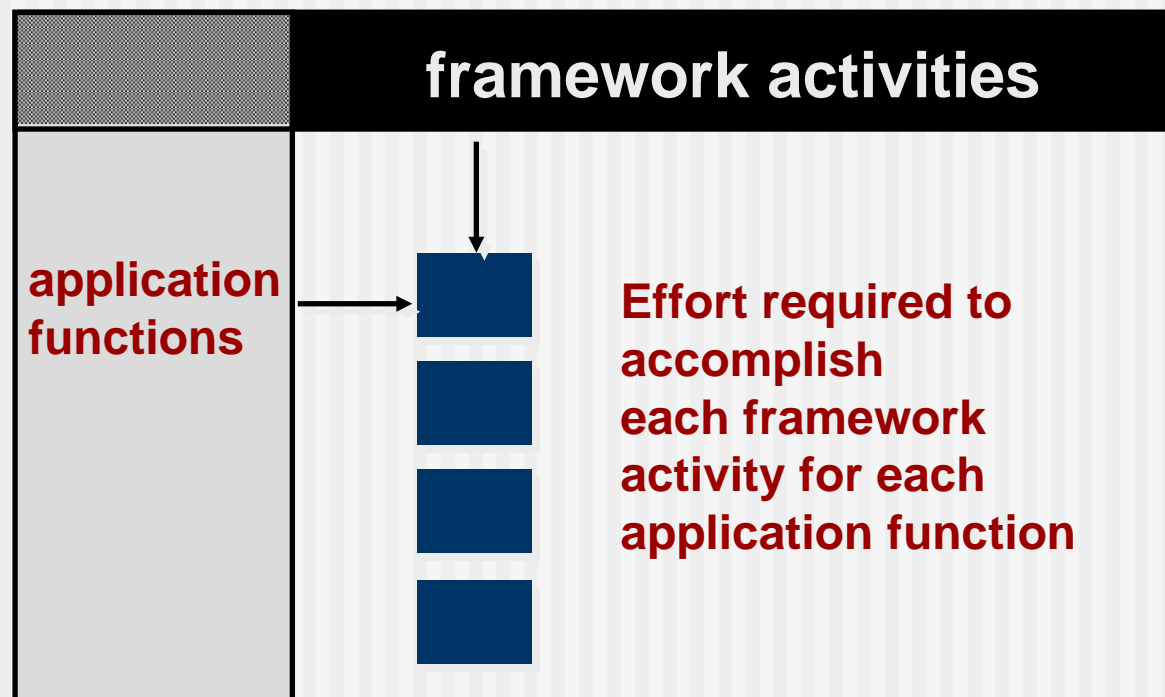 framework activities
application
functions
Effort required to
accomplish
each framework
activity for each
application function